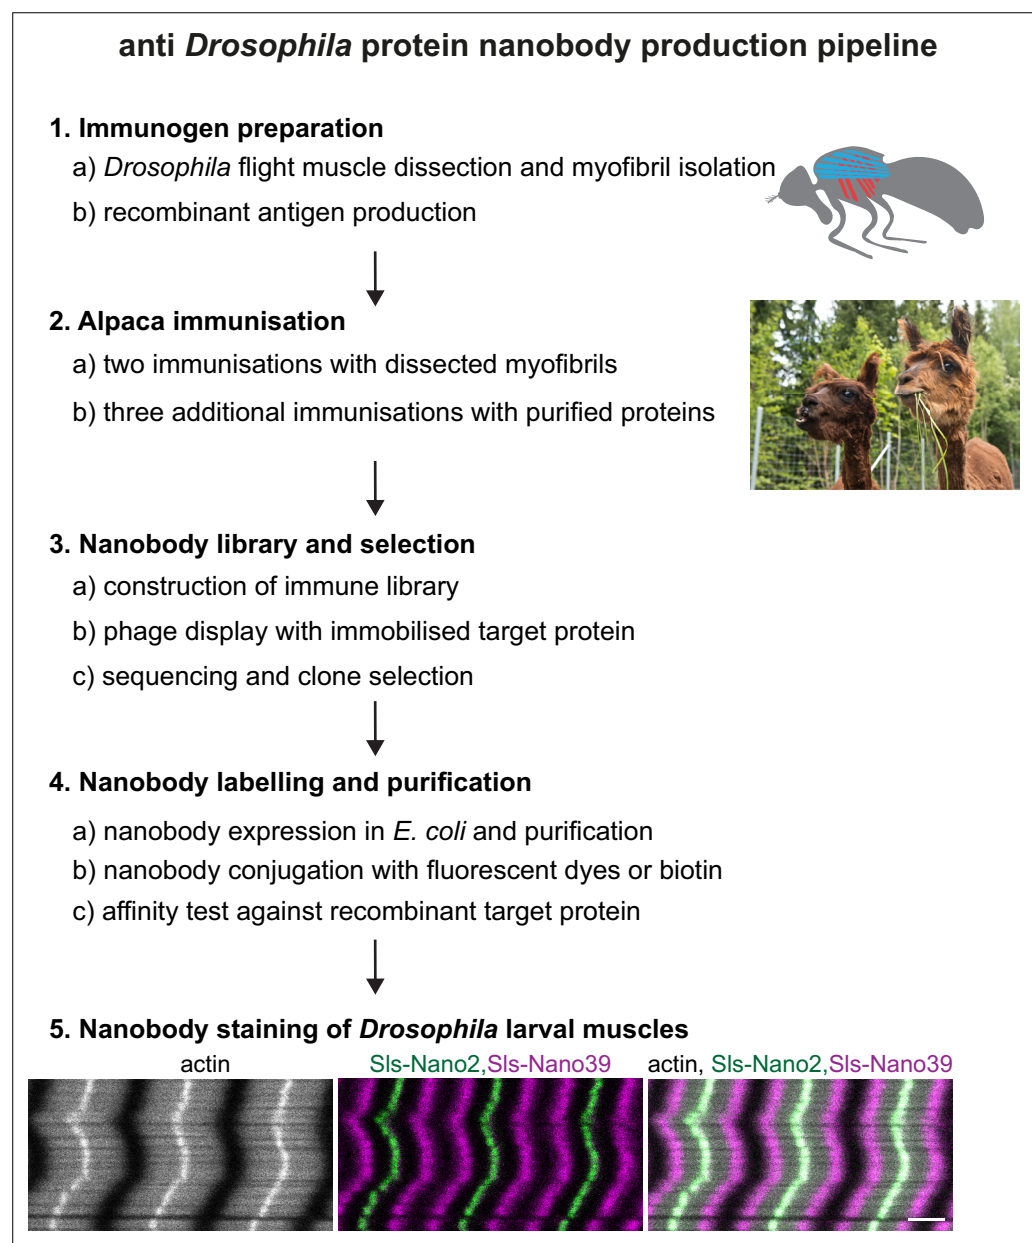 anti Drosophila protein nanobody production pipeline
1. Immunogen preparation
a) Drosophila flight muscle dissection and myofibril isolation
b) recombinant antigen production
2. Alpaca immunisation
a) two immunisations with dissected myofibrils
b) three additional immunisations with purified proteins
3. Nanobody library and selection
a) construction of immune library
b) phage display with immobilised target protein
c) sequencing and clone selection
4. Nanobody labelling and purification
a) nanobody expression in E. coli and purification
b) nanobody conjugation with fluorescent dyes or biotin
c) affinity test against recombinant target protein
5. Nanobody staining of Drosophila larval muscles
actin
Sls-Nano2,Sls-Nano39
actin, Sls-Nano2,Sls-Nano39